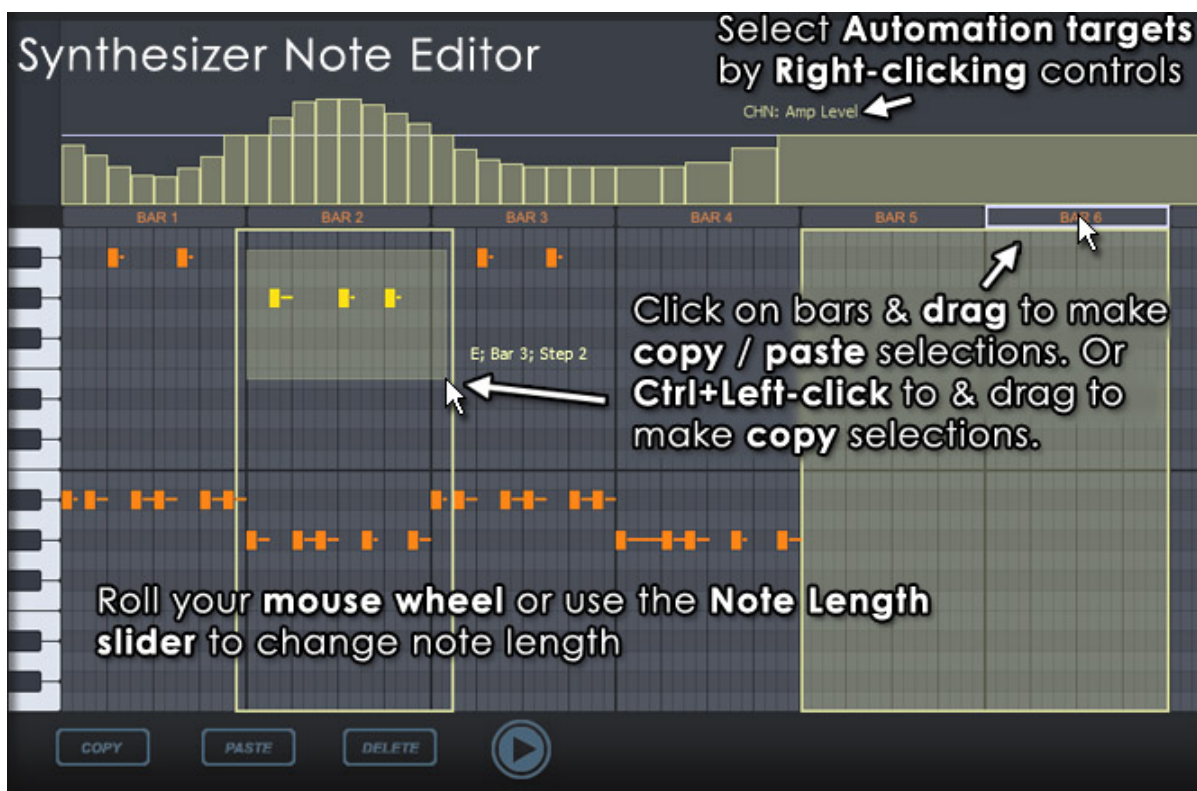 Synthesizer Note Editor
Select Automation targets
by Right-clicking controls
CHN: Amp Level
BAR 1
BAR 2
BAR 3
BAR 4
BAR 5
BAR 6
Click on bars & drag to make
copy / paste selections. Or
Ctrl+Left-click to & drag to
make copy selections.
E; Bar 3; Step 2
Roll your mouse wheel or use the Note Length
slider to change note length
COPY
PASTE
DELETE